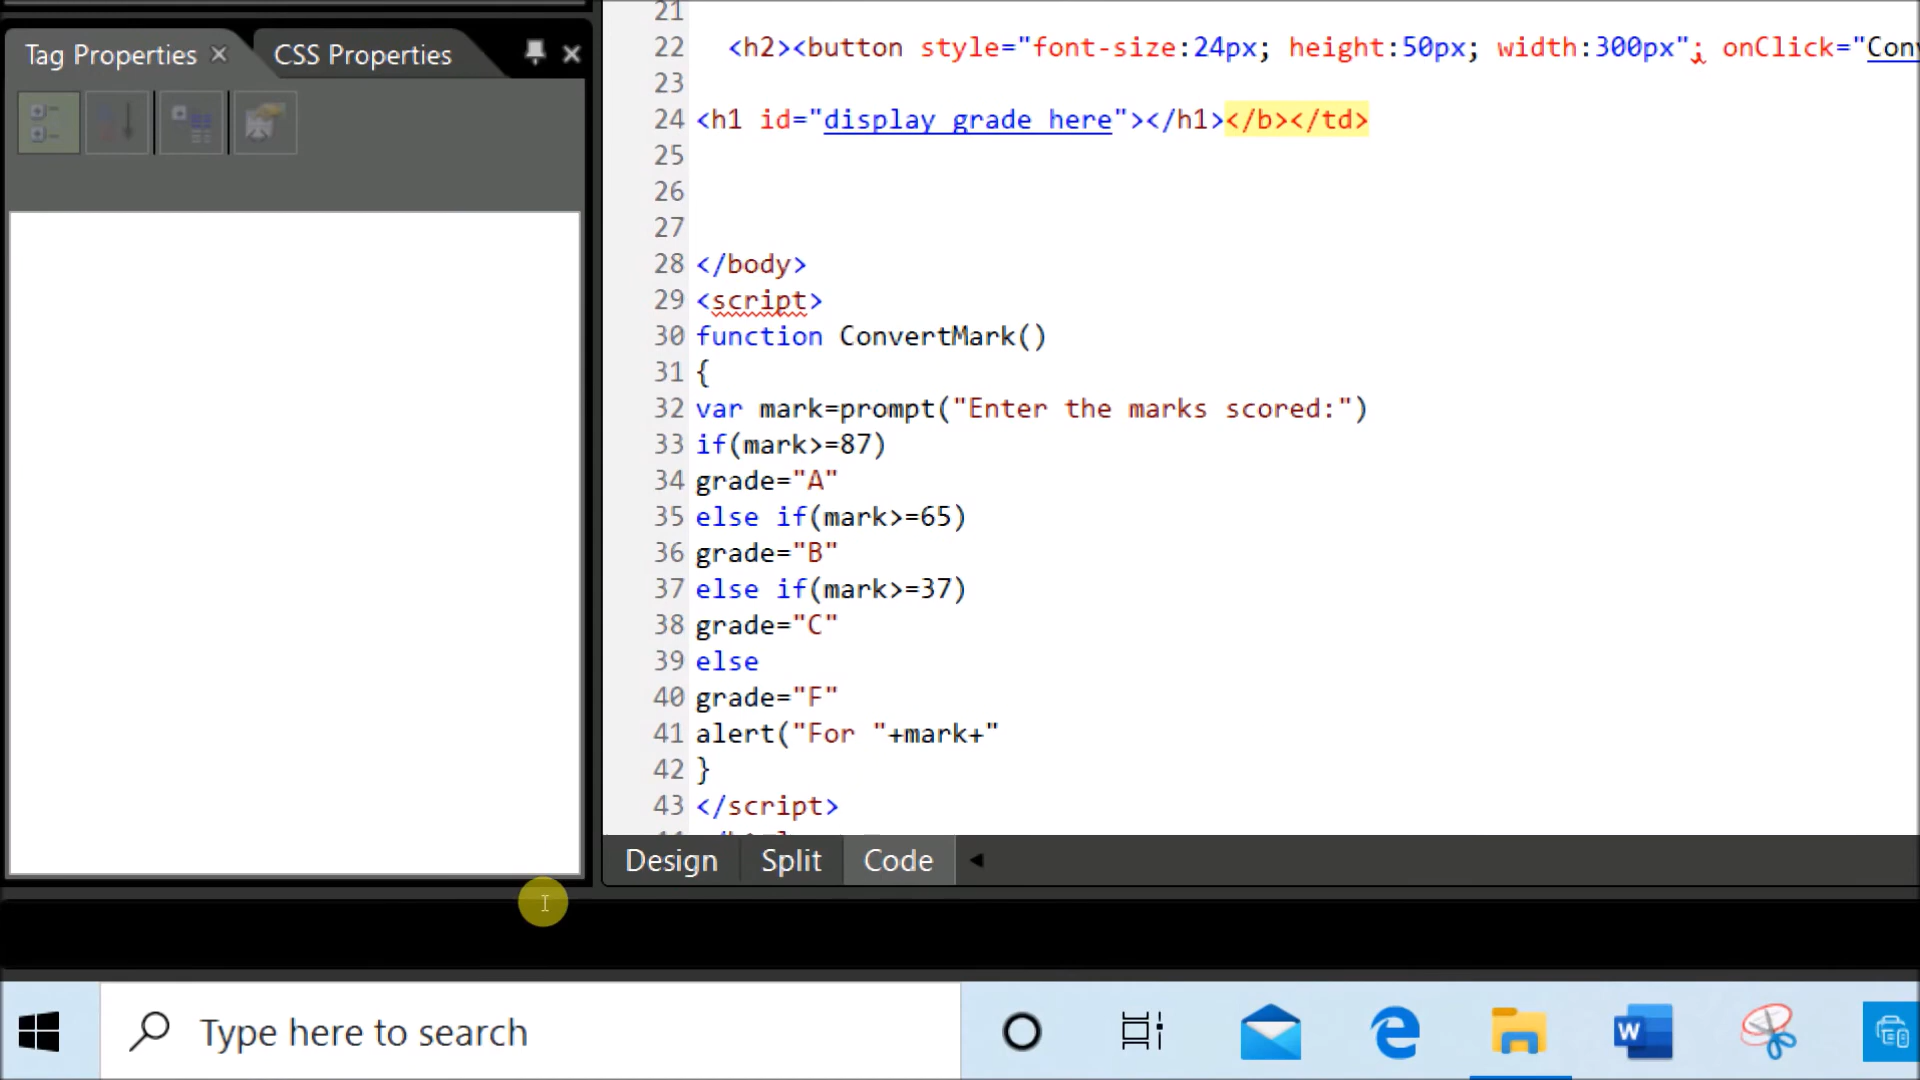 Tag Properties
CSS Properties
21
22 <h2><button style="font-size:24px; height:50px; width:300px"; onClick="Conv
23
24 <h1 id="display grade here"></h1></b></td>
25
26
27
28 </body>
29 <script>
30 function ConvertMark()
31 {
32 var mark=prompt("Enter the marks scored:")
33 if(mark>=87)
34 grade="A"
35 else if(mark>=65)
36 grade="B"
37 else if(mark>=37)
38 grade="C"
39 else
40 grade="F"
41 alert("For "+mark+"
42 }
43 </script>
Design Split Code
Type here to search
W